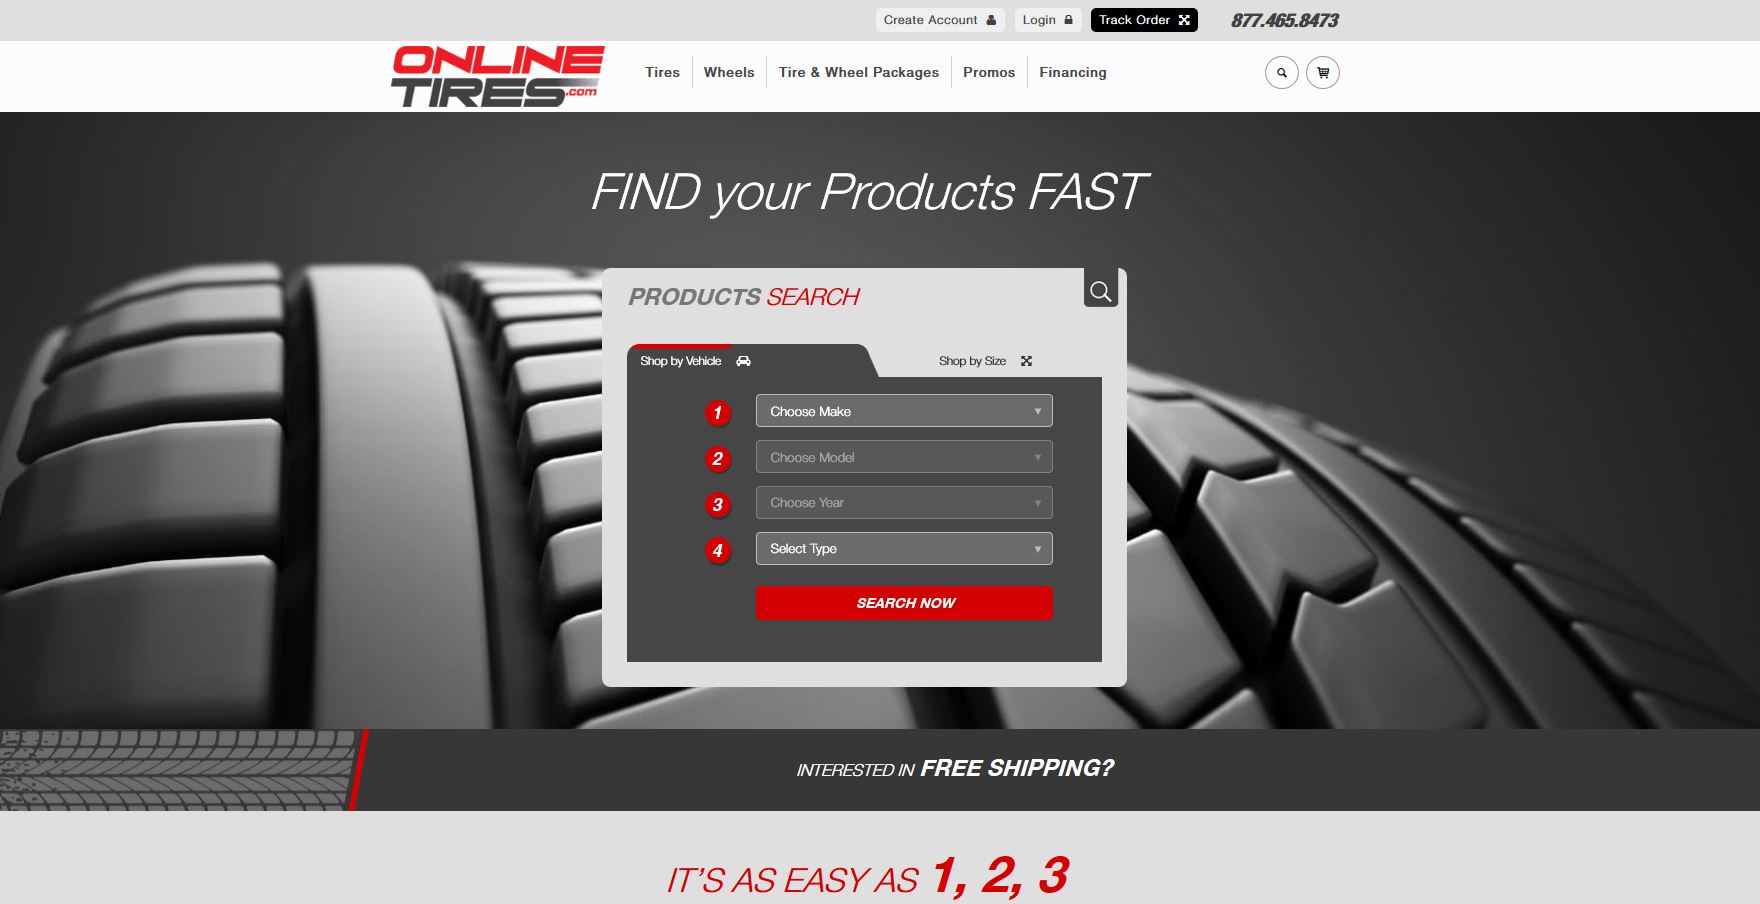 Create Account
Login
Track Order
877.465.8473
ONLINE
TIRES.com
Tires
Wheels
Tire & Wheel Packages
Promos
Financing
FIND your Products FAST
PRODUCTS SEARCH
Shop by Vehicle
Shop by Size
1 Choose Make
2 Choose Model
3 Choose Year
4 Select Type
SEARCH NOW
INTERESTED IN FREE SHIPPING?
IT'S AS EASY AS 1, 2, 3